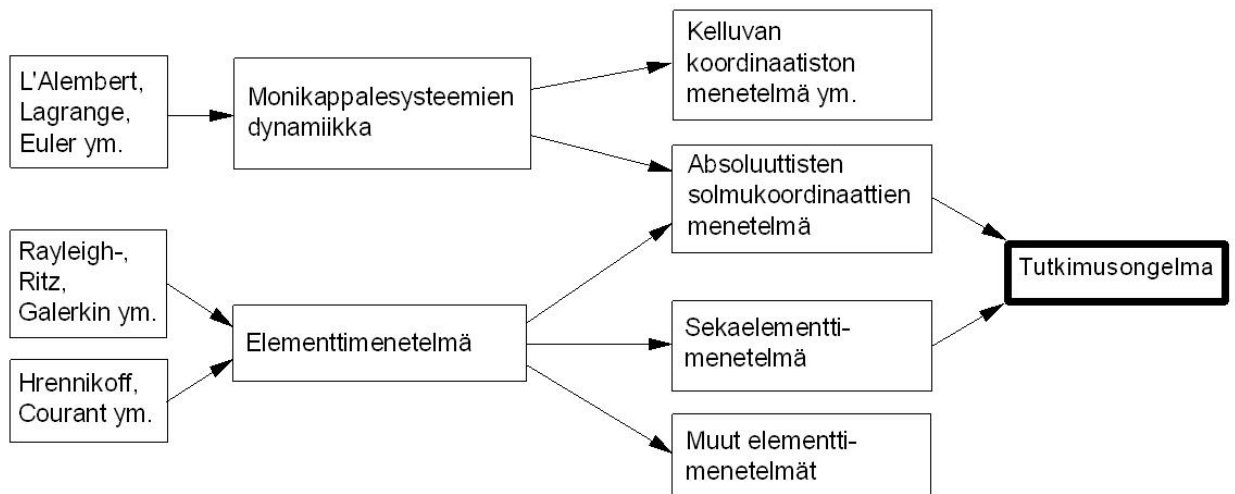 L'Alembert,
Lagrange,
Euler ym.
Monikappalesysteemien
dynamiikka
Kelluvan
koordinaatiston
menetelmä ym.
Absoluuttisten
solmukoordinaattien
menetelmä
Rayleigh-,
Ritz,
Galerkin ym.
Hrennikoff,
Courant ym.
Elementtimenetelmä
Sekaelementti-
menetelmä
Muut elementti-
menetelmät
Tutkimusongelma